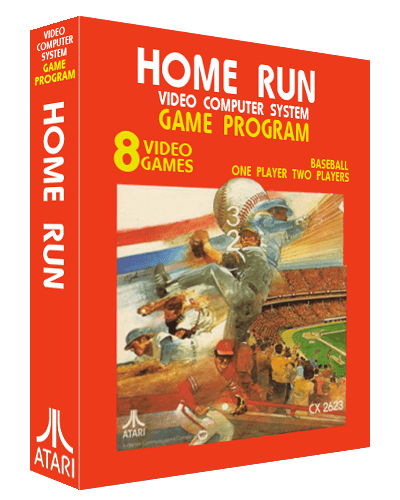 VIDEO
COMPUTER
SYSTEM
GAME
PROGRAM
HOME RUN
ATARI
HOME RUN
VIDEO COMPUTER SYSTEM
GAME PROGRAM
8 VIDEO
GAMES
BASEBALL
ONE PLAYER TWO PLAYERS
3
2
CX 2623
ATARI